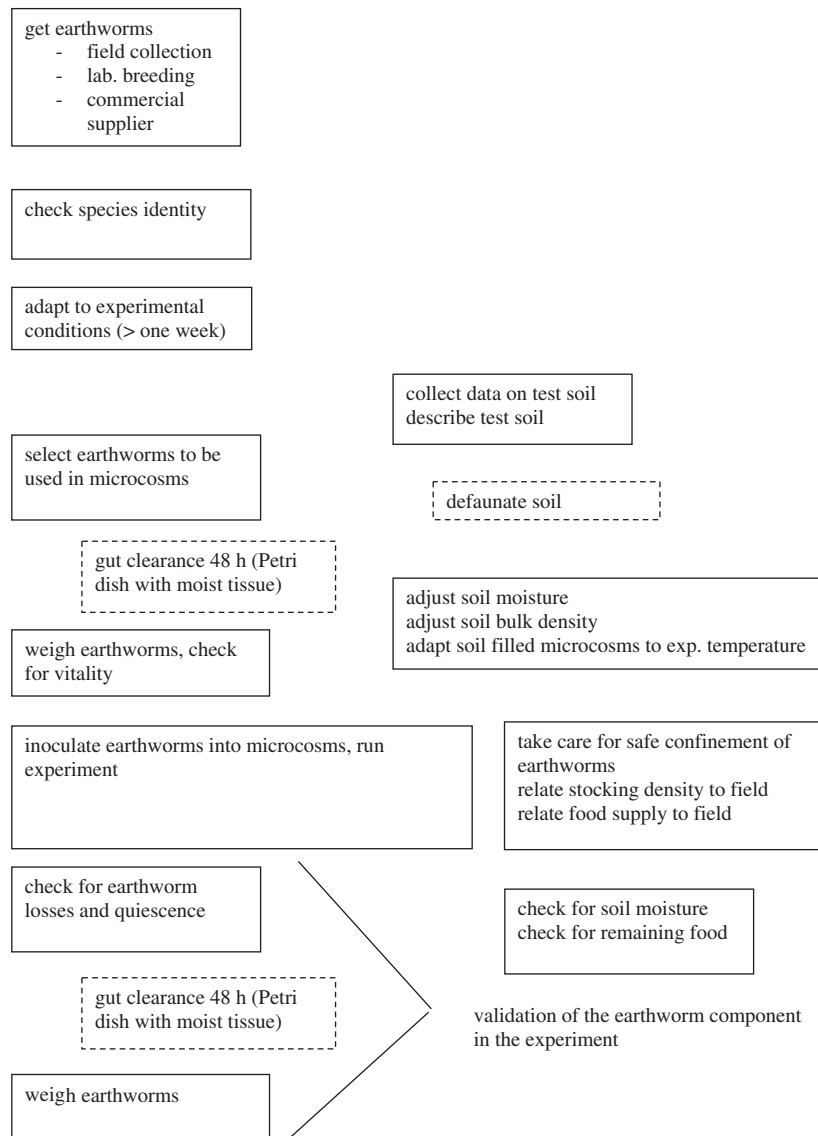 get earthworms
- field collection
- lab. breeding
- commercial
supplier
check species identity
adapt to experimental
conditions (> one week)
collect data on test soil
describe test soil
select earthworms to be
used in microcosms
defaunate soil
gut clearance 48 h (Petri
dish with moist tissue)
adjust soil moisture
adjust soil bulk density
adapt soil filled microcosms to exp. temperature
weigh earthworms, check
for vitality
inoculate earthworms into microcosms, run
experiment
take care for safe confinement of
earthworms
relate stocking density to field
relate food supply to field
check for earthworm
losses and quiescence
check for soil moisture
check for remaining food
gut clearance 48 h (Petri
dish with moist tissue)
validation of the earthworm component
in the experiment
weigh earthworms